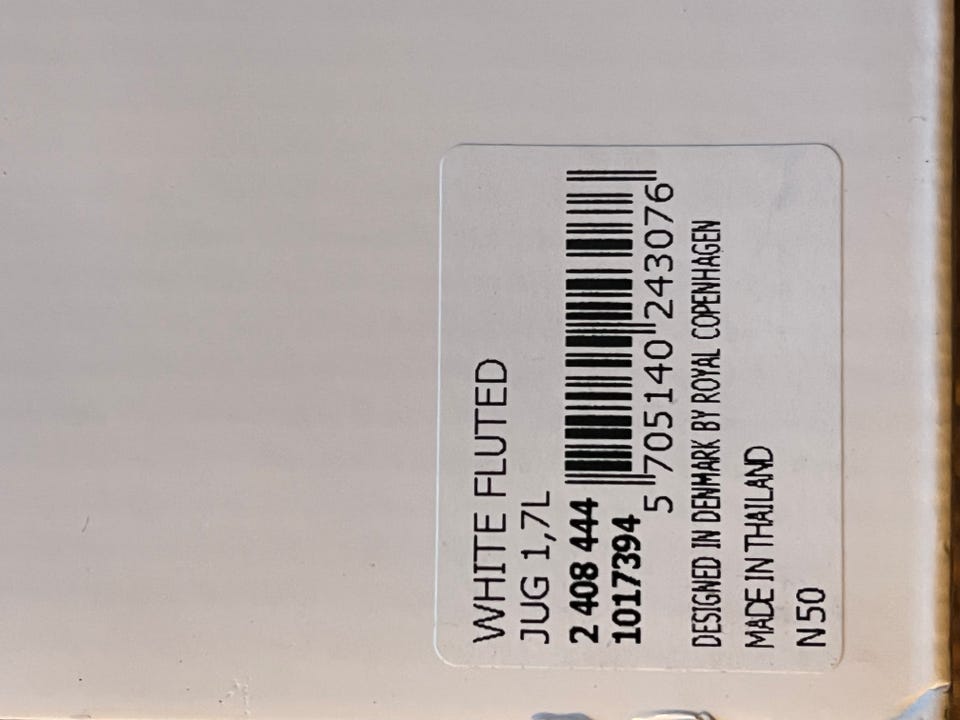 WHITE FLUTED
JUG 1,7L
2 408 444
1017394
5 705140 243076
DESIGNED IN DENMARK BY ROYAL COPENHAGEN
MADE IN THAILAND
N50